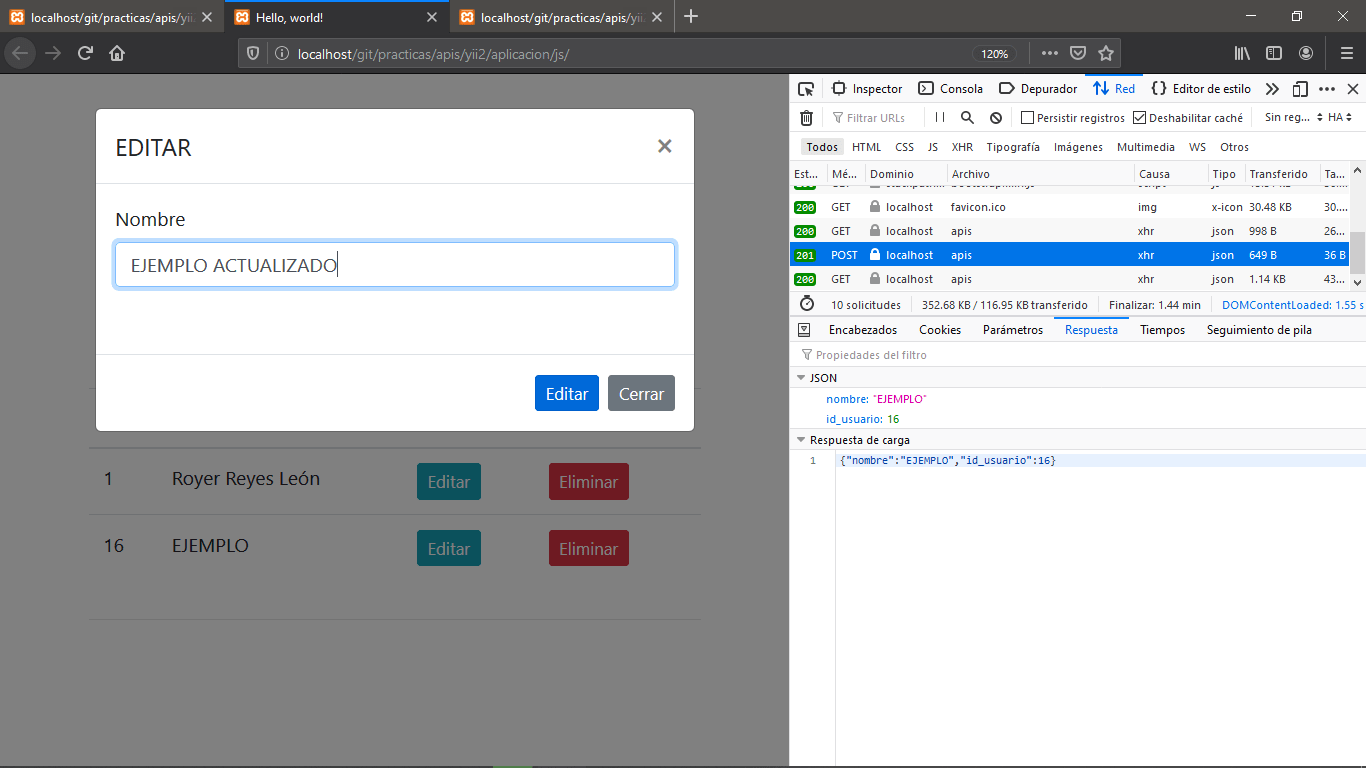 localhost/git/practicas/apis/yii
Hello, world!
localhost/git/practicas/apis/yii
localhost/git/practicas/apis/yii2/aplicacion/js/
120%
EDITAR
Nombre
EJEMPLO ACTUALIZADO
Editar
Cerrar
1 Royer Reyes León Editar Eliminar
16 EJEMPLO Editar Eliminar
Inspector Consola Depurador Red Editor de estilo
Filtrar URLs Persistir registros Deshabilitar caché Sin reg... HA
Todos HTML CSS JS XHR Tipografía Imágenes Multimedia WS Otros
Est... Mé... Dominio Archivo Causa Tipo Transferido Ta...
200 GET localhost favicon.ico img x-icon 30.48 KB 30....
200 GET localhost apis xhr json 998 B 26...
201 POST localhost apis xhr json 649 B 36 B
200 GET localhost apis xhr json 1.14 KB 43...
10 solicitudes 352.68 KB / 116.95 KB transferido Finalizar: 1.44 min DOMContentLoaded: 1.55 s
Encabezados Cookies Parámetros Respuesta Tiempos Seguimiento de pila
Propiedades del filtro
JSON
nombre: "EJEMPLO"
id_usuario: 16
Respuesta de carga
1 {"nombre":"EJEMPLO","id_usuario":16}